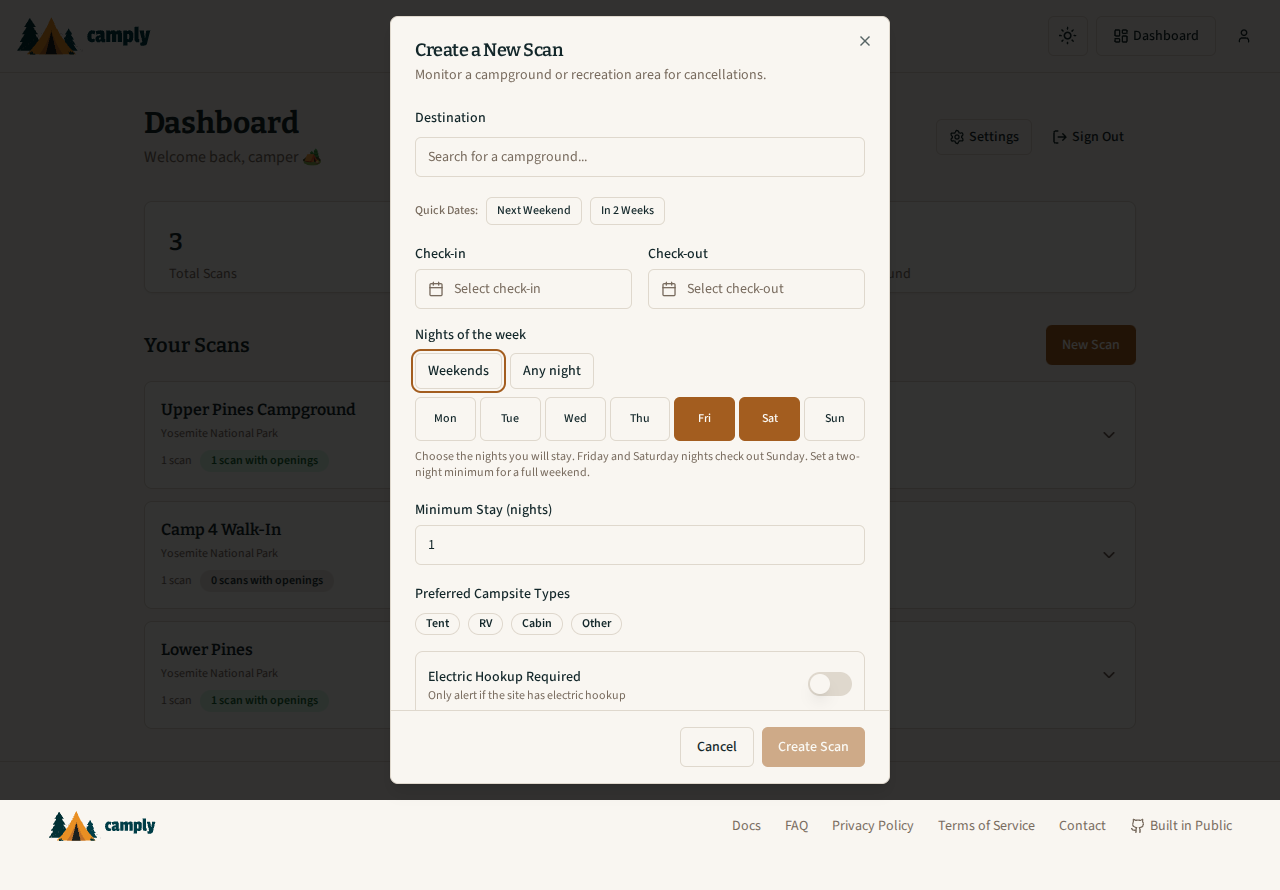 camply
Dashboard
Dashboard
Welcome back, camper
Settings
Sign Out
3
Total Scans
Your Scans
New Scan
Upper Pines Campground
Yosemite National Park
1 scan
1 scan with openings
Camp 4 Walk-In
Yosemite National Park
1 scan
0 scans with openings
Lower Pines
Yosemite National Park
1 scan
1 scan with openings
Create a New Scan
Monitor a campground or recreation area for cancellations.
Destination
Search for a campground...
Quick Dates:
Next Weekend
In 2 Weeks
Check-in
Check-out
Select check-in
Select check-out
Nights of the week
Weekends
Any night
Mon
Tue
Wed
Thu
Fri
Sat
Sun
Choose the nights you will stay. Friday and Saturday nights check out Sunday. Set a two-
night minimum for a full weekend.
Minimum Stay (nights)
1
Preferred Campsite Types
Tent
RV
Cabin
Other
Electric Hookup Required
Only alert if the site has electric hookup
Cancel
Create Scan
camply
Docs
FAQ
Privacy Policy
Terms of Service
Contact
Built in Public